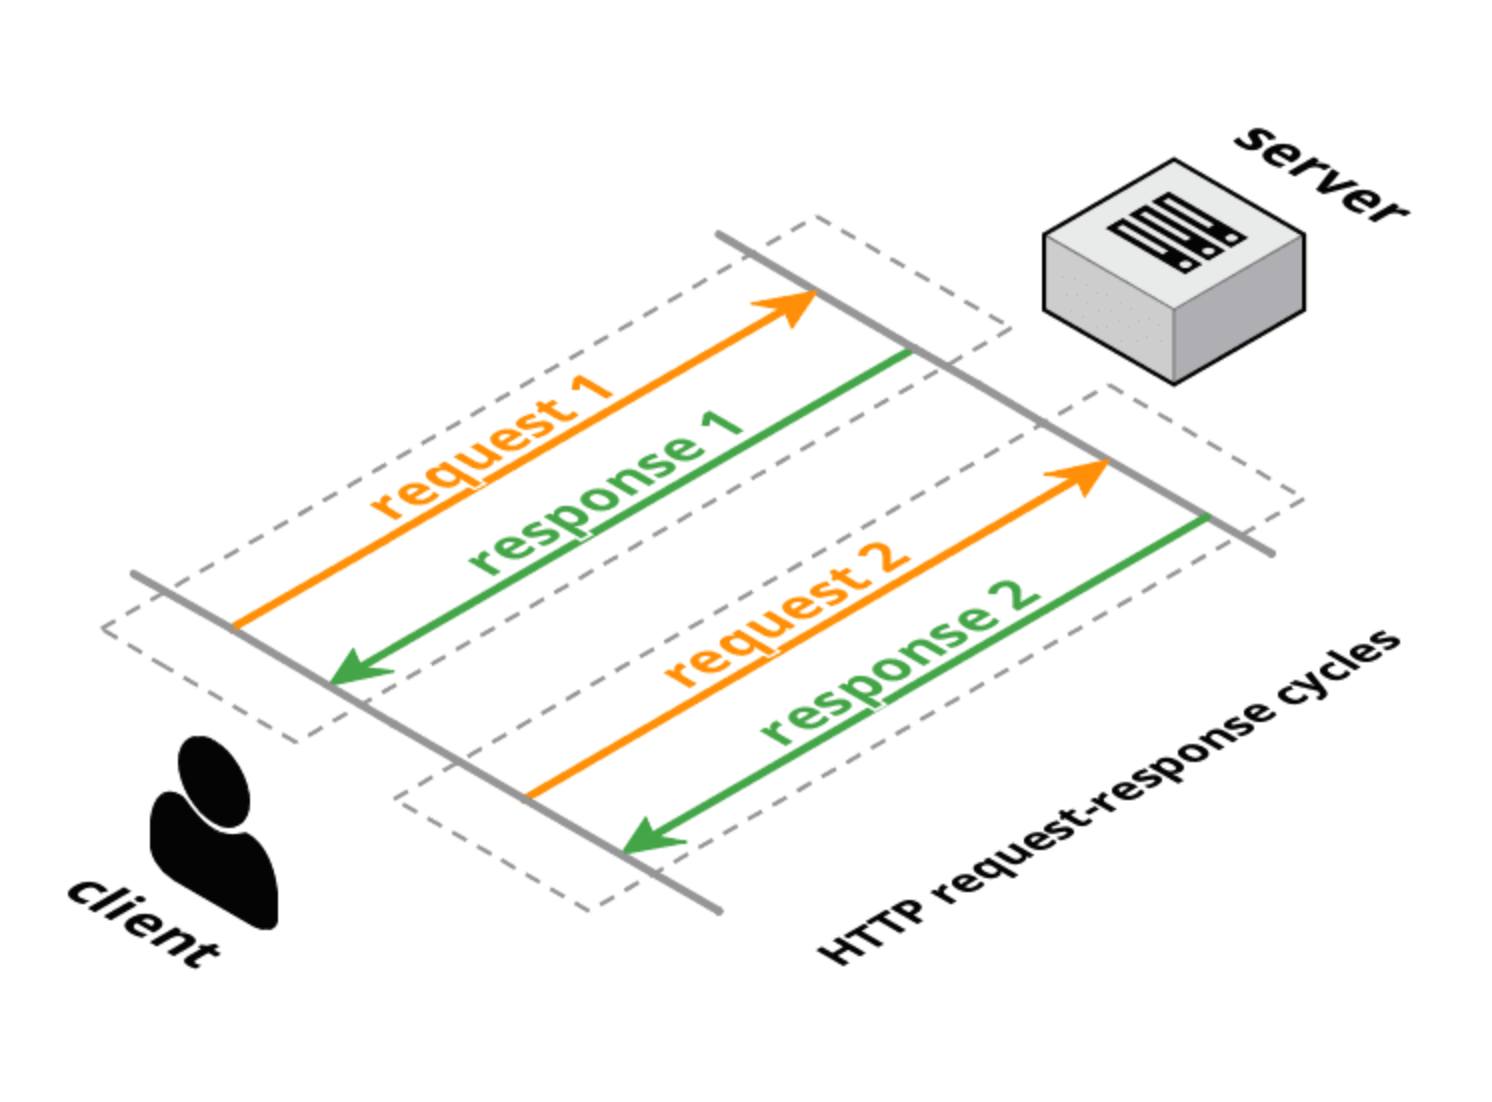 server
request 1
response 1
request 2
response 2
client
HTTP request-response cycles